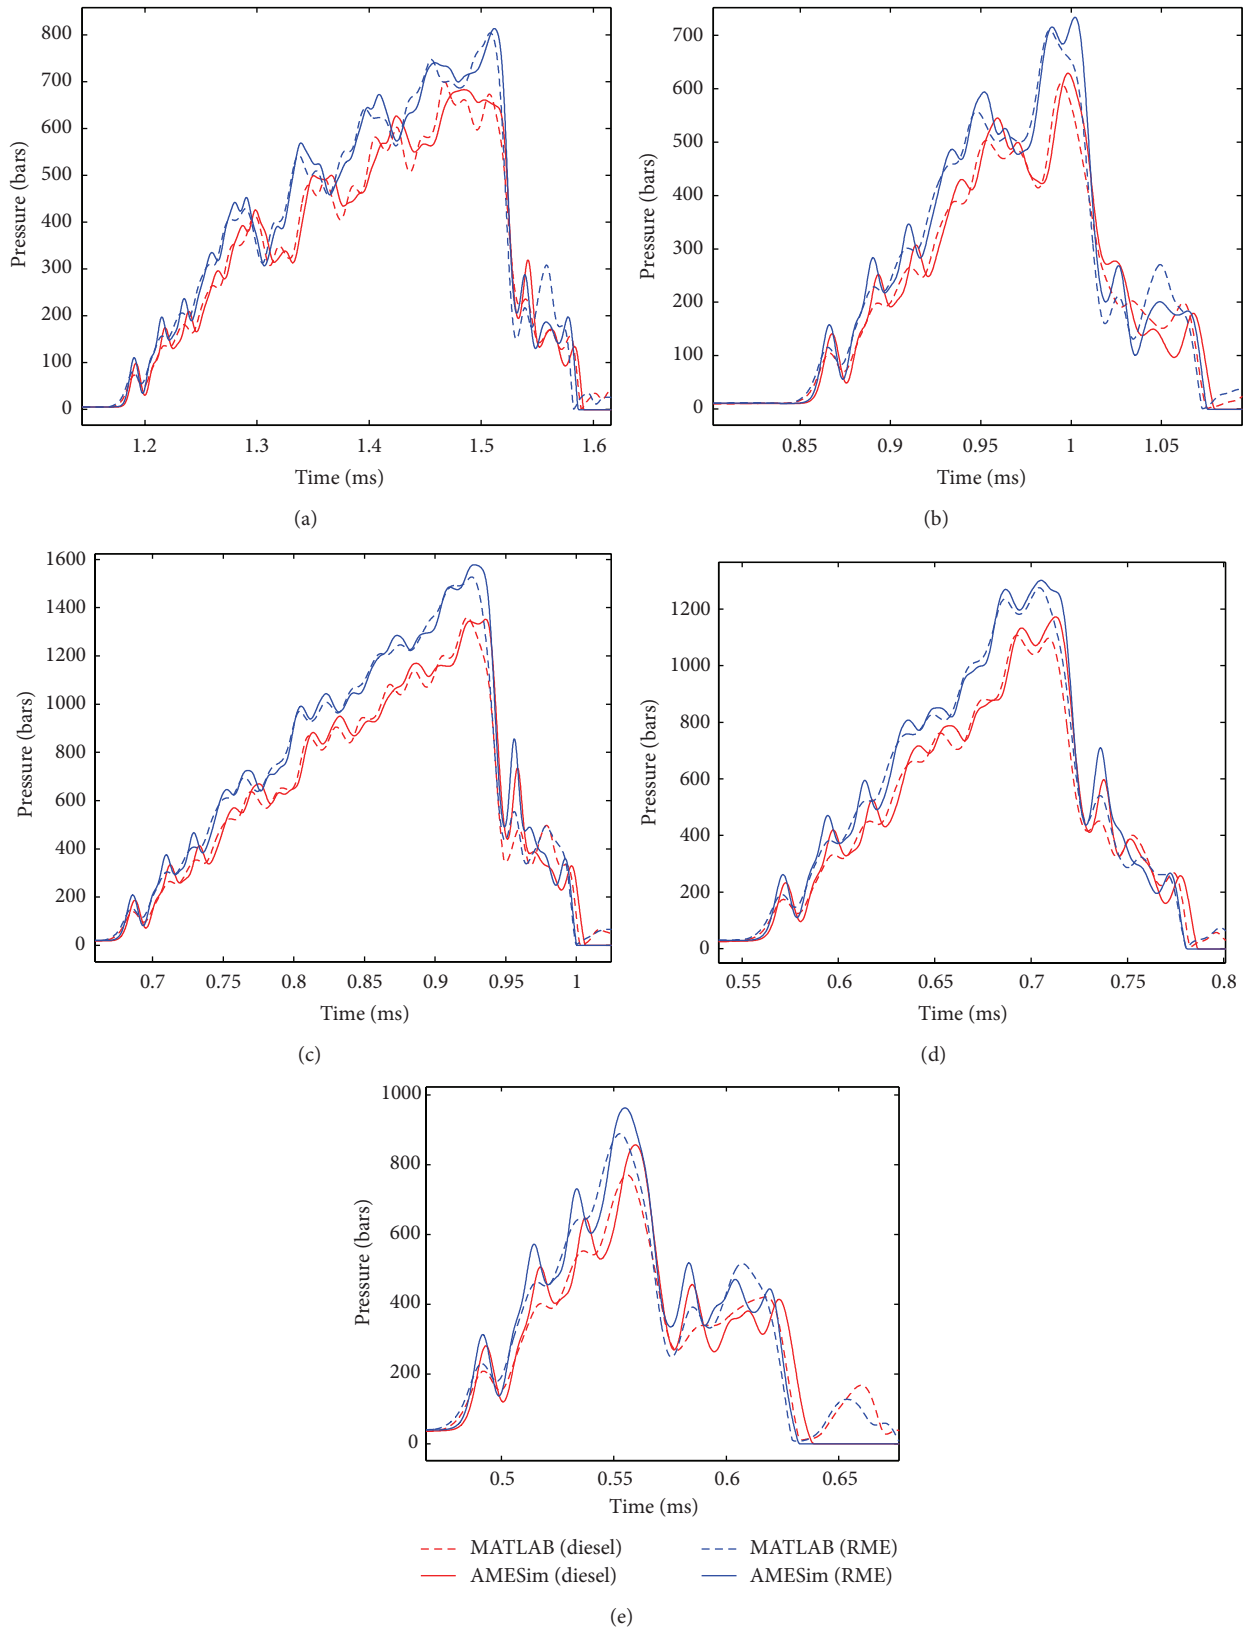 800
700
600
500
400
300
200
100
0
Pressure (bars)
1.2 1.3 1.4 1.5 1.6
Time (ms)
(a)
700
600
500
400
300
200
100
0
Pressure (bars)
0.85 0.9 0.95 1 1.05
Time (ms)
(b)
1600
1400
1200
1000
800
600
400
200
0
Pressure (bars)
0.7 0.75 0.8 0.85 0.9 0.95 1
Time (ms)
(c)
1200
1000
800
600
400
200
0
Pressure (bars)
0.55 0.6 0.65 0.7 0.75 0.8
Time (ms)
(d)
1000
800
600
400
200
0
Pressure (bars)
0.5 0.55 0.6 0.65
Time (ms)
MATLAB (diesel)
AMESim (diesel)
MATLAB (RME)
AMESim (RME)
(e)